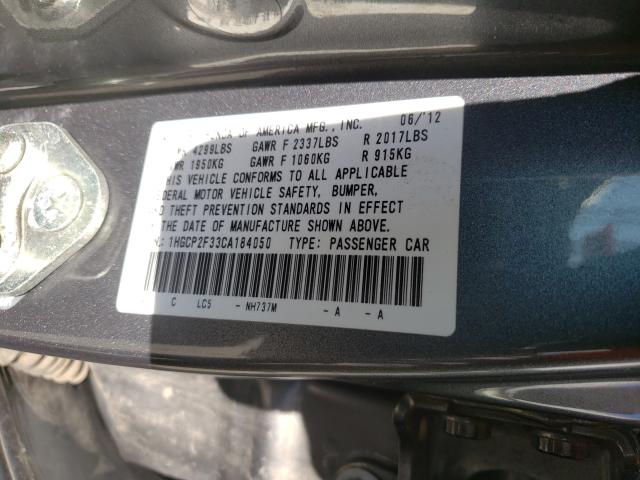 OF AMERICA MFG., INC. 06/'12
4299LBS GAWR F 2337LBS R 2017LBS
1950KG GAWR F 1060KG R 915KG
THIS VEHICLE CONFORMS TO ALL APPLICABLE
FEDERAL MOTOR VEHICLE SAFETY, BUMPER,
THEFT PREVENTION STANDARDS IN EFFECT
THE DATE OF MANUFACTURE SHOWN ABOVE.
1HGCP2F33CA184050 TYPE: PASSENGER CAR
C LC5 - NH737M - A - A